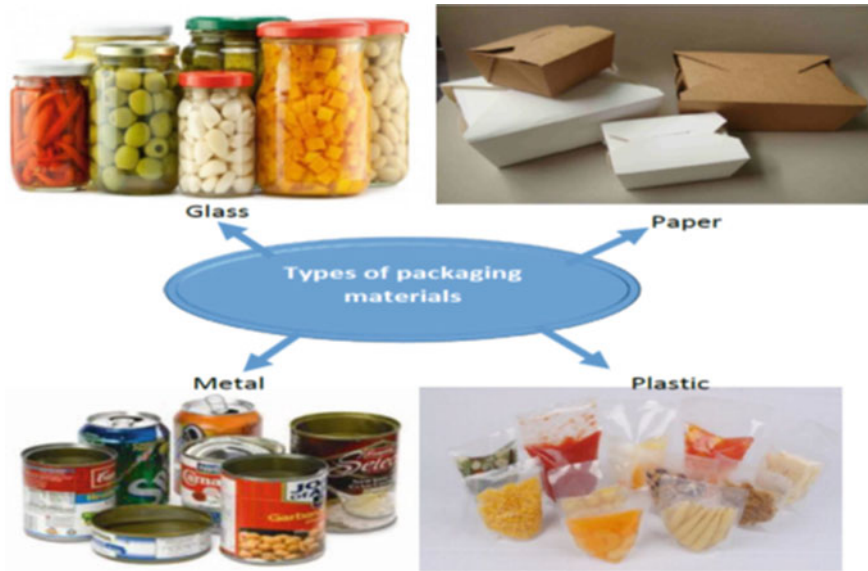 Glass
Paper
Types of packaging
materials
Metal
Plastic